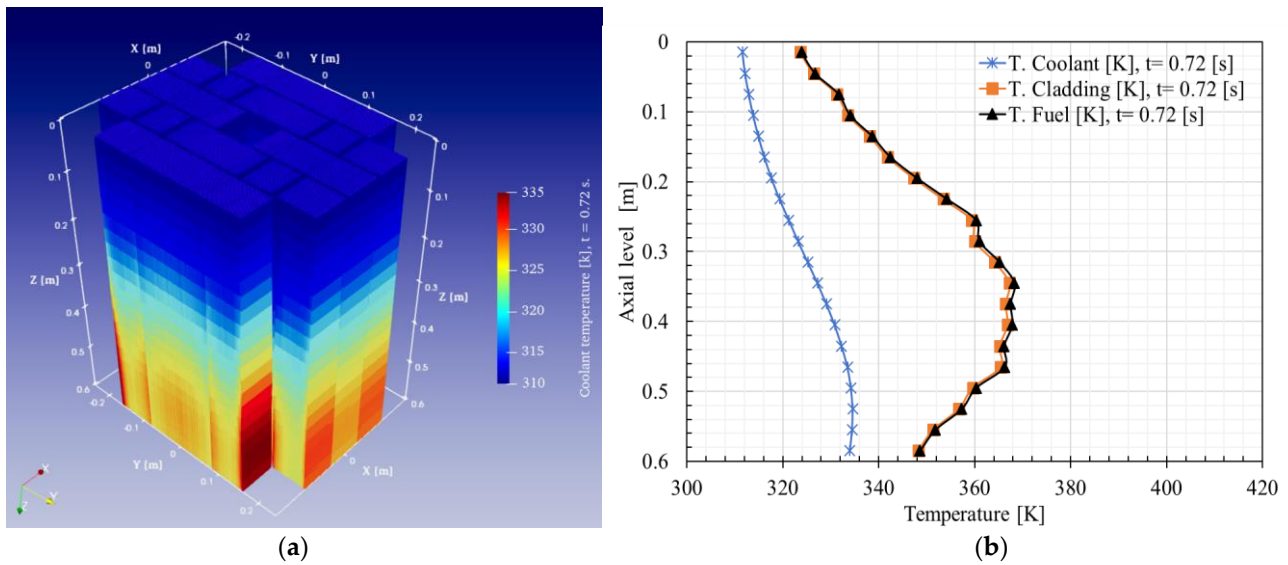 X [m]
Y [m]
-0.2
-0.1
0
0.1
0.2
0
0
0
0.1
0.2
0.3
0.4
0.5
0.6
Z [m]
0
0.1
0.2
0.3
0.4
0.5
0.6
Z [m]
-0.2
-0.1
0
0.1
0.2
Y [m]
0
X [m]
335
330
325
320
315
310
Coolant temperature [k], t = 0.72 s.
X
Y
Z
(a)
T. Coolant [K], t= 0.72 [s]
T. Cladding [K], t= 0.72 [s]
T. Fuel [K], t= 0.72 [s]
0
0.1
0.2
0.3
0.4
0.5
0.6
Axial level [m]
300
320
340
360
380
400
420
Temperature [K]
(b)